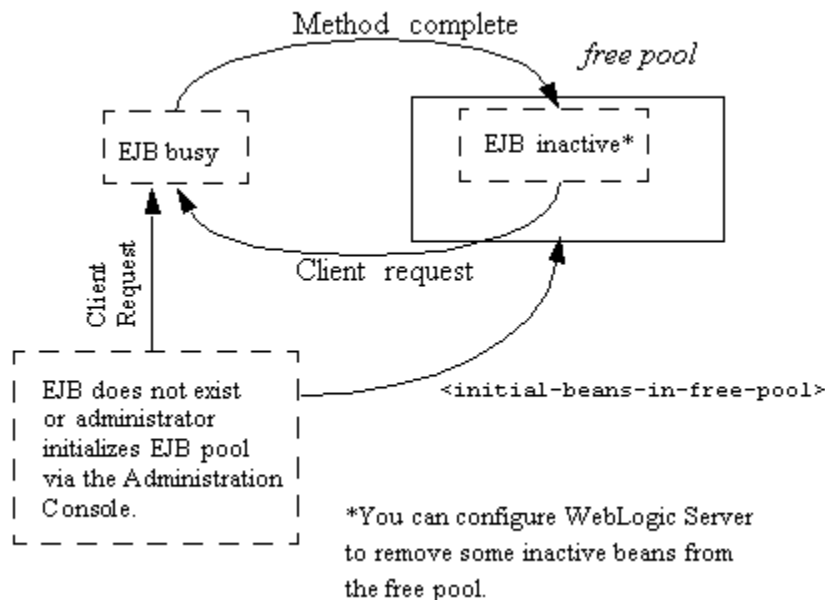 Method complete
free pool
EJB busy
EJB inactive*
Client request
Client
Request
EJB does not exist
or administrator
initializes EJB pool
via the Administration
Console.
<initial-beans-in-free-pool>
*You can configure WebLogic Server
to remove some inactive beans from
the free pool.